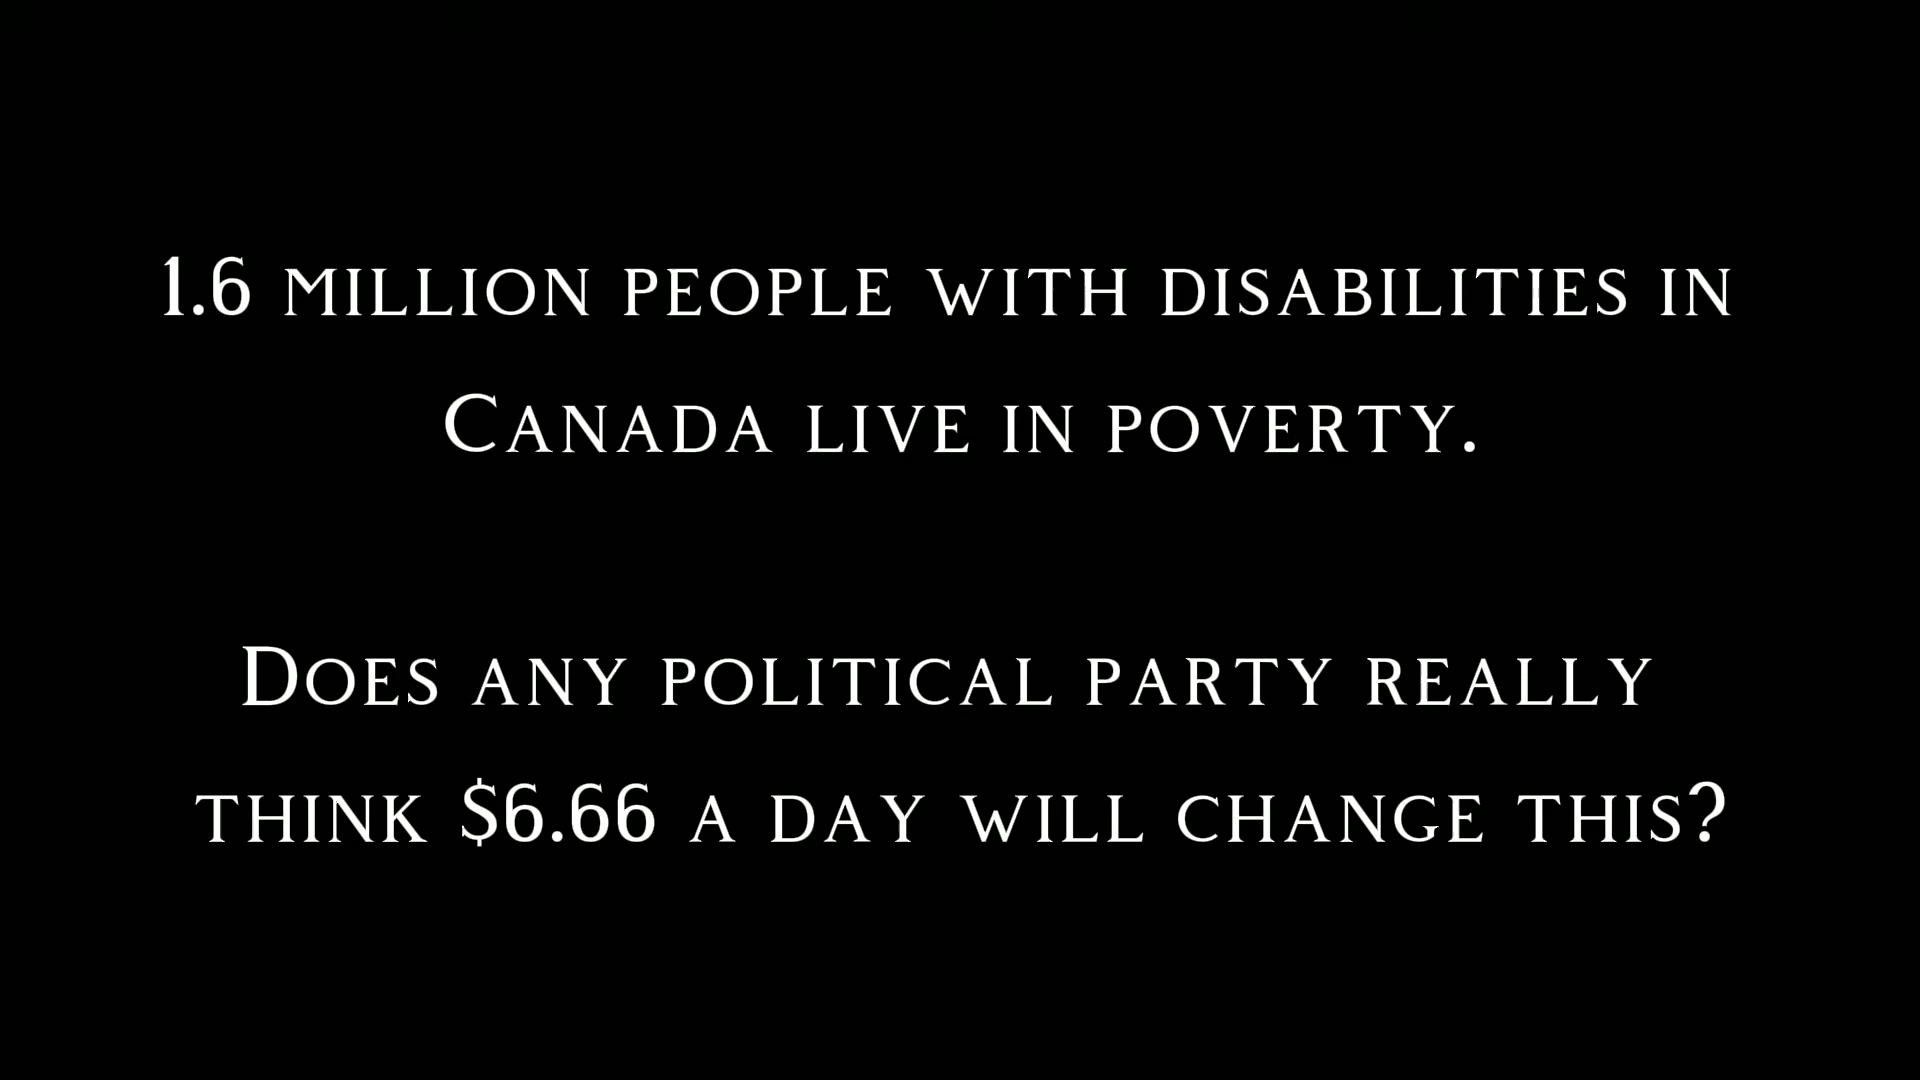 1.6 million people with disabilities in
Canada live in poverty.
Does any political party really
think $6.66 a day will change this?